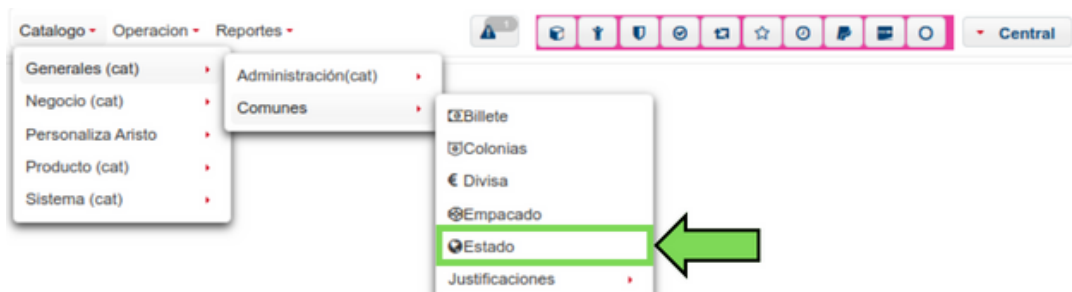 Catalogo Operacion Reportes 1 Central
Generales (cat)
Negocio (cat)
Personaliza Aristo
Producto (cat)
Sistema (cat)
Administración(cat)
Comunes
Billete
Colonias
€ Divisa
Empacado
Estado
Justificaciones